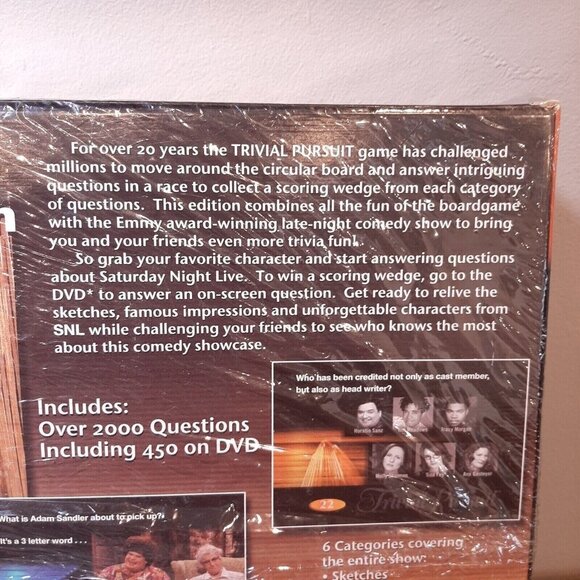 For over 20 years the TRIVIAL PURSUIT game has challenged
millions to move around the circular board and answer intriguing
questions in a race to collect a scoring wedge from each category
of questions. This edition combines all the fun of the boardgame
with the Emmy award-winning late-night comedy show to bring
you and your friends even more trivia fun!
So grab your favorite character and start answering questions
about Saturday Night Live. To win a scoring wedge, go to the
DVD* to answer an on-screen question. Get ready to relive the
sketches, famous impressions and unforgettable characters from
SNL while challenging your friends to see who knows the most
about this comedy showcase.
Includes:
Over 2000 Questions
Including 450 on DVD
Who has been credited not only as cast member,
but also as head writer?
Horatio Sanz
Meadows
Tracy Morgan
Molly
Tina Fey
Ana Gasteyer
22
Trivial
What is Adam Sandler about to pick up?
It's a 3 letter word . . .
6 Categories covering
the entire show:
• Sketches